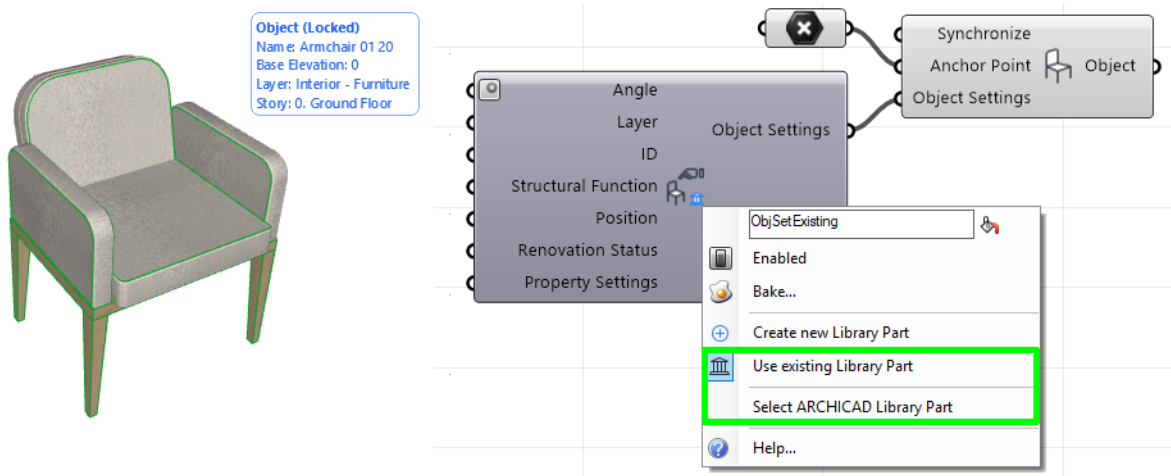 Object (Locked)
Name: Armchair 01 20
Base Elevation: 0
Layer: Interior - Furniture
Story: 0. Ground Floor
Synchronize
Anchor Point
Object
Object Settings
Angle
Layer
Object Settings
ID
Structural Function
Position
Renovation Status
Property Settings
ObjSetExisting
Enabled
Bake...
Create new Library Part
Use existing Library Part
Select ARCHICAD Library Part
Help...